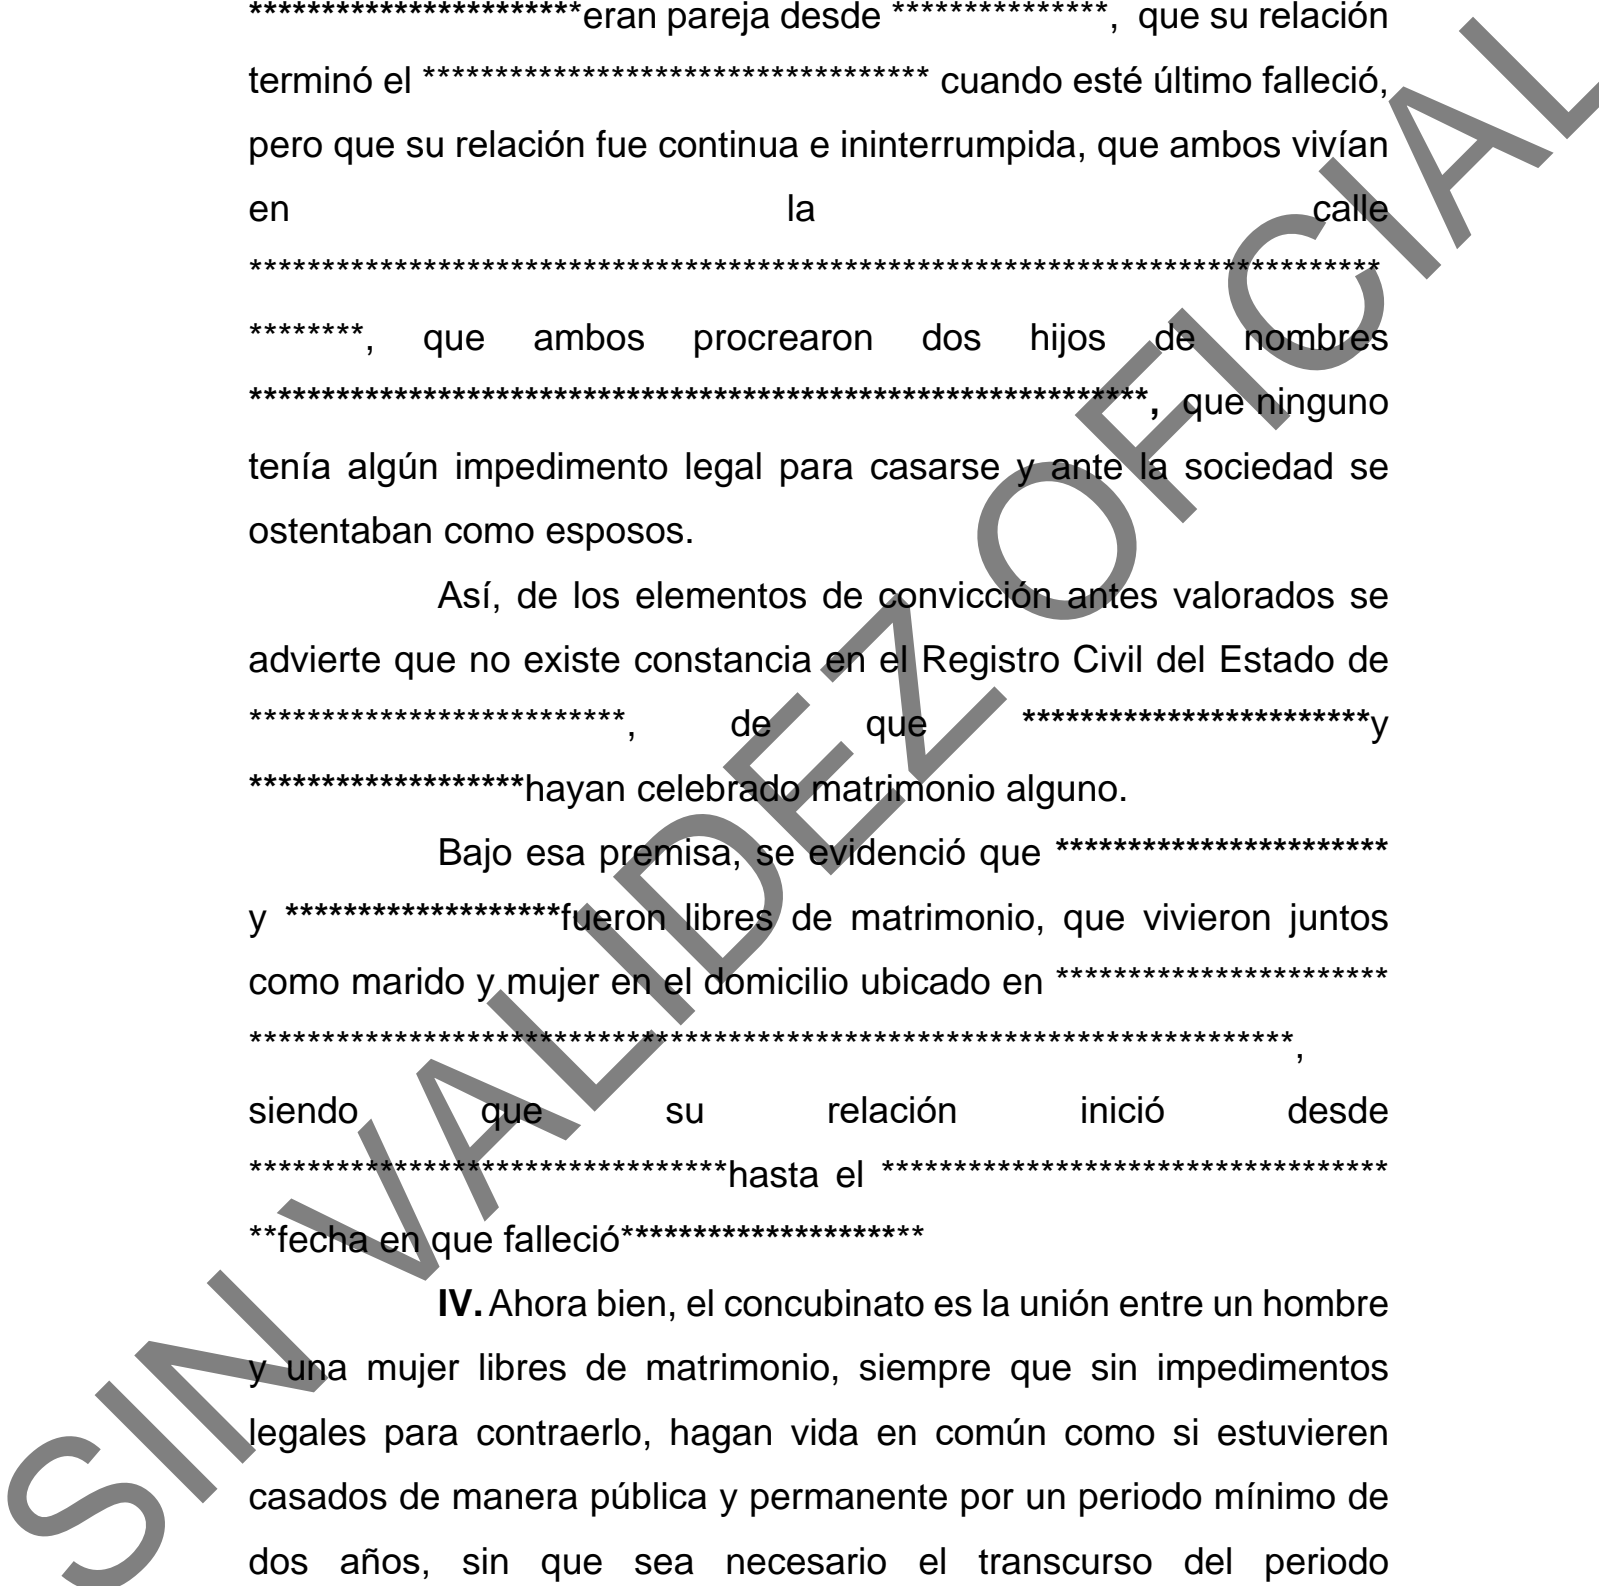 ***********************eran pareja desde ***************, que su relación
terminó el *********************************** cuando esté último falleció,
pero que su relación fue continua e ininterrumpida, que ambos vivían
en la calle
******************************************************************************
********, que ambos procrearon dos hijos de nombres
**************************************************************, que ninguno
tenía algún impedimento legal para casarse y ante la sociedad se
ostentaban como esposos.
Así, de los elementos de convicción antes valorados se
advierte que no existe constancia en el Registro Civil del Estado de
**************************, de que ************************y
*******************hayan celebrado matrimonio alguno.
Bajo esa premisa, se evidenció que ***********************
y *******************fueron libres de matrimonio, que vivieron juntos
como marido y mujer en el domicilio ubicado en ***********************
************************************************************************,
siendo que su relación inició desde
*********************************hasta el ***********************************
**fecha en que falleció*********************
IV. Ahora bien, el concubinato es la unión entre un hombre
y una mujer libres de matrimonio, siempre que sin impedimentos
legales para contraerlo, hagan vida en común como si estuvieren
casados de manera pública y permanente por un periodo mínimo de
dos años, sin que sea necesario el transcurso del periodo
SIN VALIDEZ OFICIAL